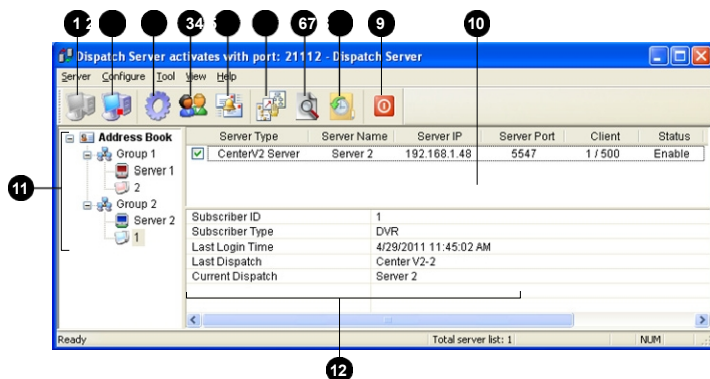 1 2 34 5 67 9 10
Dispatch Server activates with port: 21112 - Dispatch Server
Server Configure Tool View Help
Address Book
Group 1
Server 1
2
Group 2
Server 2
1
11
Server Type Server Name Server IP Server Port Client Status
CenterV2 Server Server 2 192.168.1.48 5547 1 / 500 Enable
Subscriber ID 1
Subscriber Type DVR
Last Login Time 4/29/2011 11:45:02 AM
Last Dispatch Center V2-2
Current Dispatch Server 2
Ready Total server list: 1 NUM
12